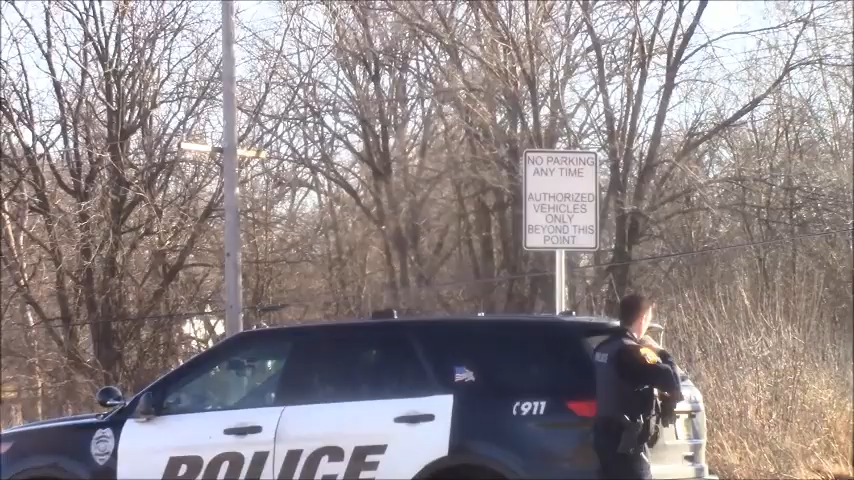 NO PARKING
ANY TIME
AUTHORIZED
VEHICLES
ONLY
BEYOND THIS
POINT
911
POLICE